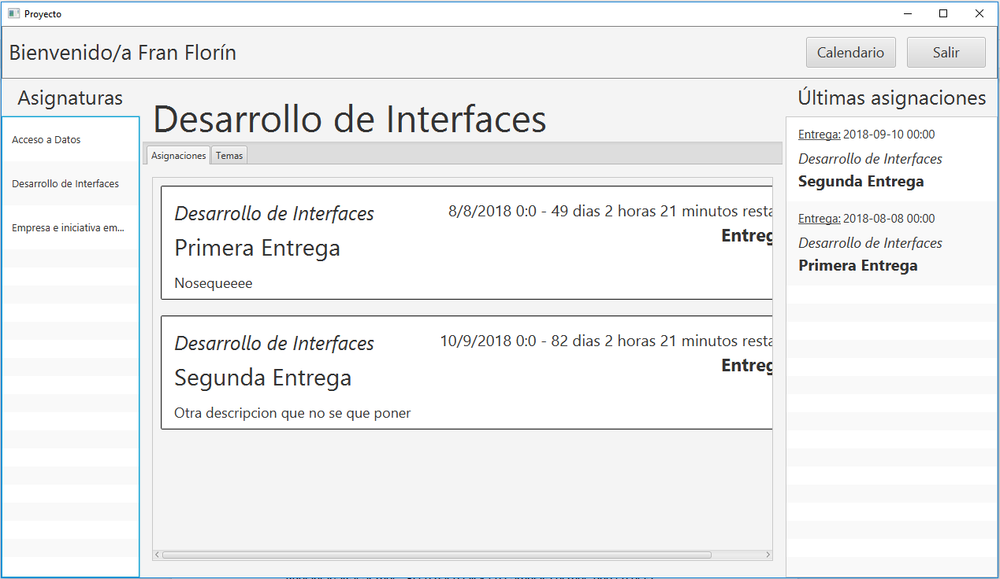 Proyecto
Bienvenido/a Fran Florín
Calendario
Salir
Asignaturas
Acceso a Datos
Desarrollo de Interfaces
Empresa e iniciativa em...
Desarrollo de Interfaces
Asignaciones
Temas
Desarrollo de Interfaces
8/8/2018 0:0 - 49 dias 2 horas 21 minutos resta
Entreg
Primera Entrega
Nosequeeee
Desarrollo de Interfaces
10/9/2018 0:0 - 82 dias 2 horas 21 minutos resta
Entreg
Segunda Entrega
Otra descripcion que no se que poner
Últimas asignaciones
Entrega: 2018-09-10 00:00
Desarrollo de Interfaces
Segunda Entrega
Entrega: 2018-08-08 00:00
Desarrollo de Interfaces
Primera Entrega